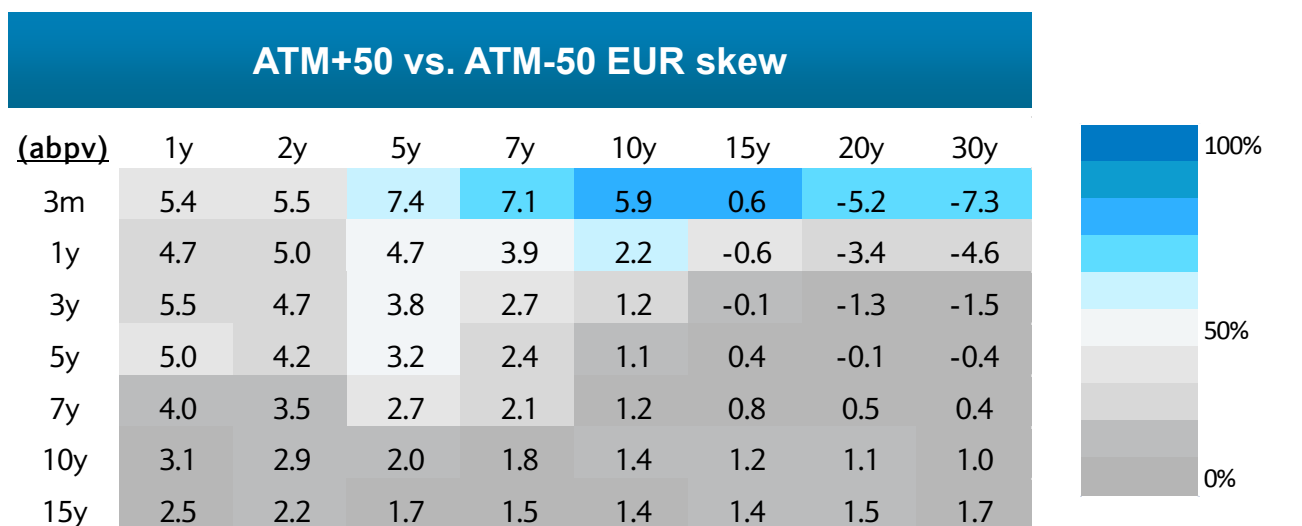 ATM+50 vs. ATM-50 EUR skew
(abpv) 1y 2y 5y 7y 10y 15y 20y 30y
3m 5.4 5.5 7.4 7.1 5.9 0.6 -5.2 -7.3
1y 4.7 5.0 4.7 3.9 2.2 -0.6 -3.4 -4.6
3y 5.5 4.7 3.8 2.7 1.2 -0.1 -1.3 -1.5
5y 5.0 4.2 3.2 2.4 1.1 0.4 -0.1 -0.4
7y 4.0 3.5 2.7 2.1 1.2 0.8 0.5 0.4
10y 3.1 2.9 2.0 1.8 1.4 1.2 1.1 1.0
15y 2.5 2.2 1.7 1.5 1.4 1.4 1.5 1.7
100%
50%
0%